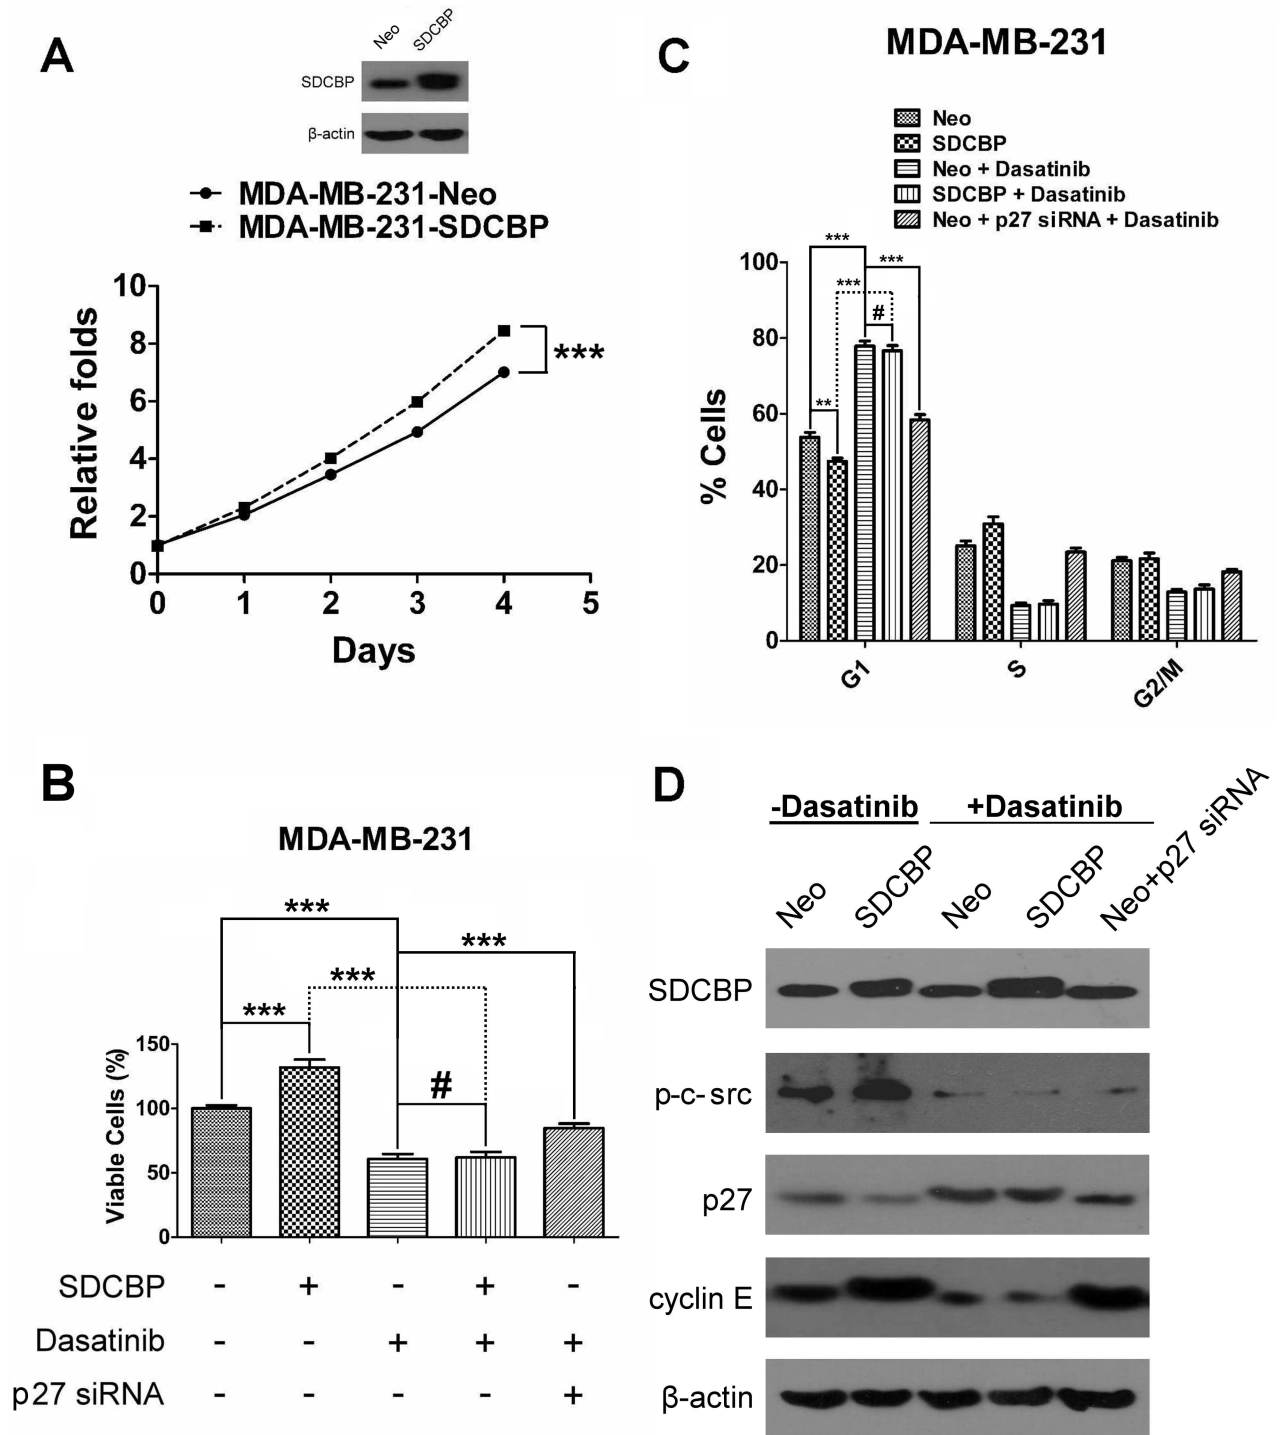 A
Neo
SDCBP
SDCBP
β-actin
MDA-MB-231-Neo
MDA-MB-231-SDCBP
Relative folds
10
8
6
4
2
0
***
0 1 2 3 4 5
Days
C
MDA-MB-231
Neo
SDCBP
Neo + Dasatinib
SDCBP + Dasatinib
Neo + p27 siRNA + Dasatinib
% Cells
100
80
60
40
20
0
***
***
***
#
**
G1
S
G2/M
B
MDA-MB-231
***
***
***
***
#
Viable Cells (%)
150
100
50
0
SDCBP - + - + -
Dasatinib - - + + +
p27 siRNA - - - - +
D
-Dasatinib +Dasatinib
Neo
SDCBP
Neo
SDCBP
Neo+p27 siRNA
SDCBP
p-c-src
p27
cyclin E
β-actin